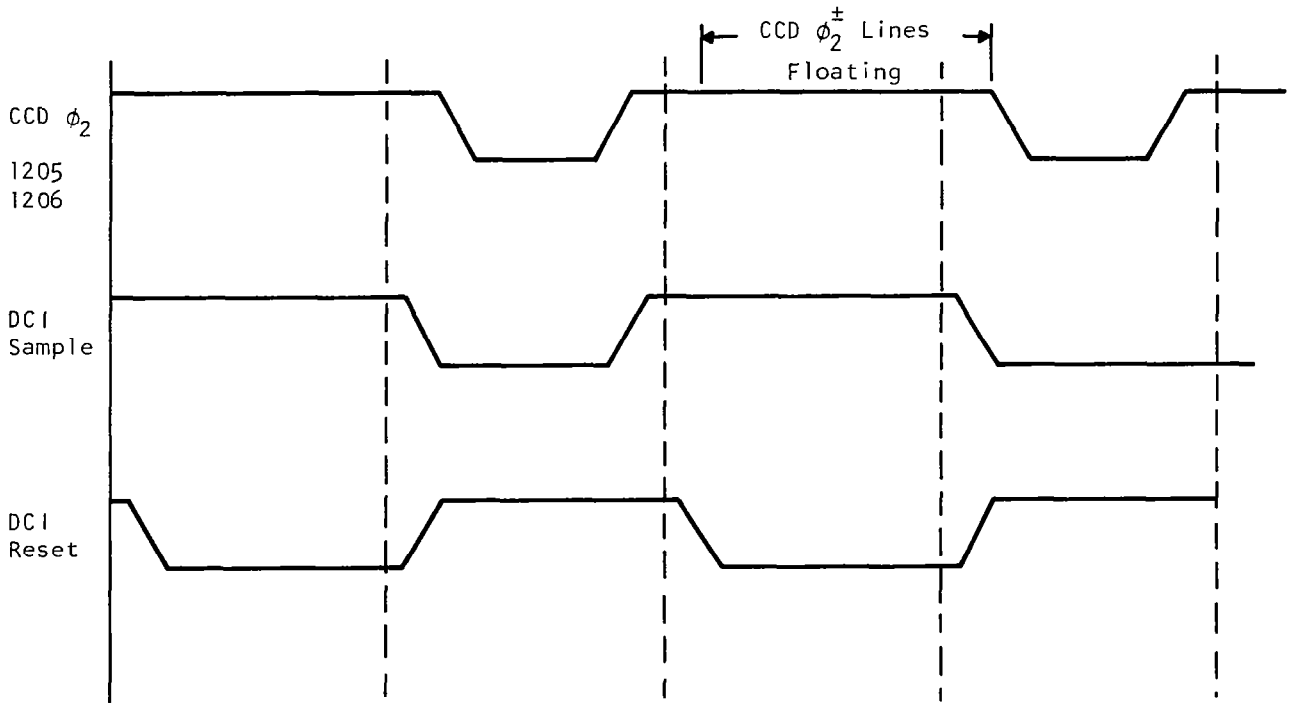 CCD ϕ₂± Lines
Floating
CCD ϕ₂
1205
1206
DCI
Sample
DCI
Reset